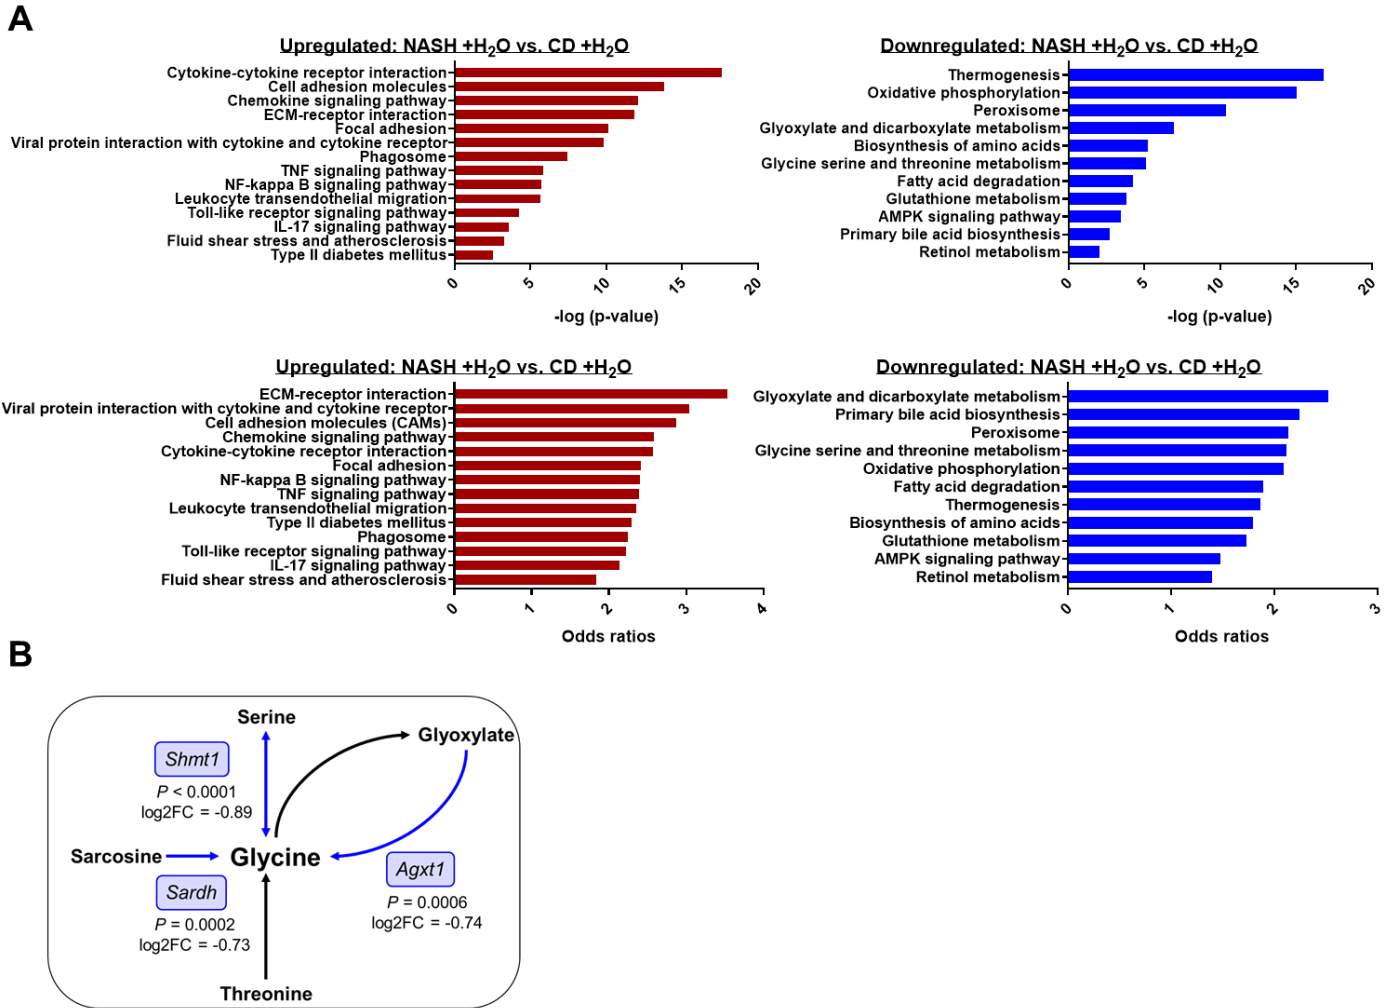 A
Upregulated: NASH +H2O vs. CD +H2O
Cytokine-cytokine receptor interaction
Cell adhesion molecules
Chemokine signaling pathway
ECM-receptor interaction
Focal adhesion
Viral protein interaction with cytokine and cytokine receptor
Phagosome
TNF signaling pathway
NF-kappa B signaling pathway
Leukocyte transendothelial migration
Toll-like receptor signaling pathway
IL-17 signaling pathway
Fluid shear stress and atherosclerosis
Type II diabetes mellitus
0 5 10 15 20
-log (p-value)
Downregulated: NASH +H2O vs. CD +H2O
Thermogenesis
Oxidative phosphorylation
Peroxisome
Glyoxylate and dicarboxylate metabolism
Biosynthesis of amino acids
Glycine serine and threonine metabolism
Fatty acid degradation
Glutathione metabolism
AMPK signaling pathway
Primary bile acid biosynthesis
Retinol metabolism
0 5 10 15 20
-log (p-value)
Upregulated: NASH +H2O vs. CD +H2O
ECM-receptor interaction
Viral protein interaction with cytokine and cytokine receptor
Cell adhesion molecules (CAMs)
Chemokine signaling pathway
Cytokine-cytokine receptor interaction
Focal adhesion
NF-kappa B signaling pathway
TNF signaling pathway
Leukocyte transendothelial migration
Type II diabetes mellitus
Phagosome
Toll-like receptor signaling pathway
IL-17 signaling pathway
Fluid shear stress and atherosclerosis
0 1 2 3 4
Odds ratios
Downregulated: NASH +H2O vs. CD +H2O
Glyoxylate and dicarboxylate metabolism
Primary bile acid biosynthesis
Peroxisome
Glycine serine and threonine metabolism
Oxidative phosphorylation
Fatty acid degradation
Thermogenesis
Biosynthesis of amino acids
Glutathione metabolism
AMPK signaling pathway
Retinol metabolism
0 1 2 3
Odds ratios
B
Serine
Glyoxylate
Shmt1
P < 0.0001
log2FC = -0.89
Sarcosine
Glycine
Sardh
P = 0.0002
log2FC = -0.73
Agxt1
P = 0.0006
log2FC = -0.74
Threonine